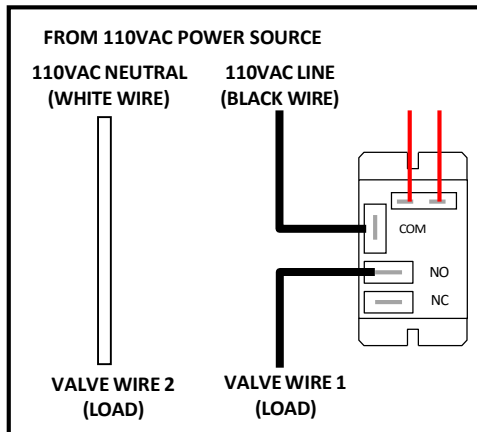 FROM 110VAC POWER SOURCE
110VAC NEUTRAL
(WHITE WIRE)
110VAC LINE
(BLACK WIRE)
COM
NO
NC
VALVE WIRE 2
(LOAD)
VALVE WIRE 1
(LOAD)